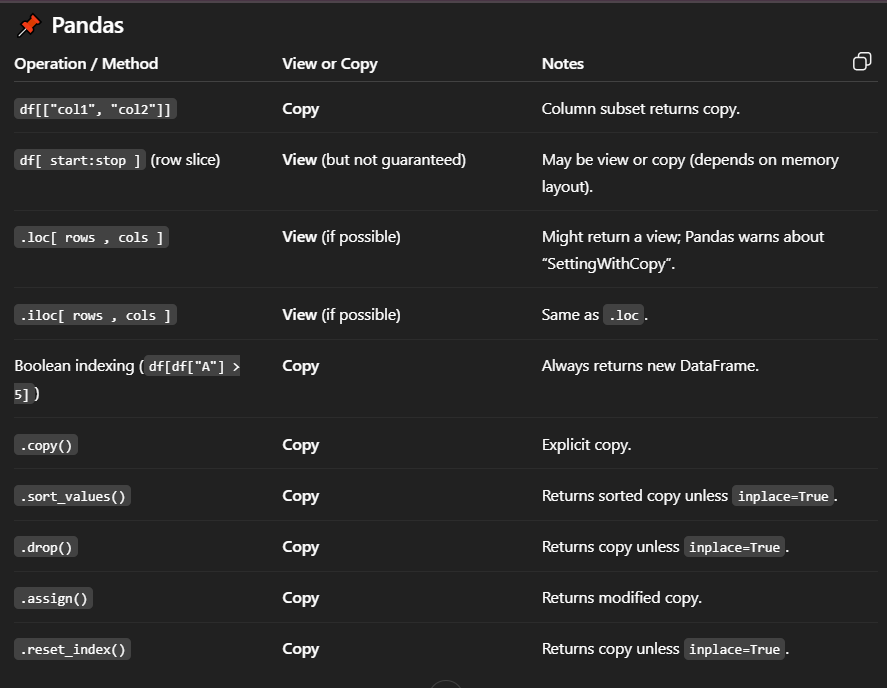 📌 Pandas
Operation / Method View or Copy Notes
df[["col1", "col2"]] Copy Column subset returns copy.
df[ start:stop ] (row slice) View (but not guaranteed) May be view or copy (depends on memory
layout).
.loc[ rows , cols ] View (if possible) Might return a view; Pandas warns about
“SettingWithCopy”.
.iloc[ rows , cols ] View (if possible) Same as .loc.
Boolean indexing (df[df["A"] > Copy Always returns new DataFrame.
5])
.copy() Copy Explicit copy.
.sort_values() Copy Returns sorted copy unless inplace=True.
.drop() Copy Returns copy unless inplace=True.
.assign() Copy Returns modified copy.
.reset_index() Copy Returns copy unless inplace=True.